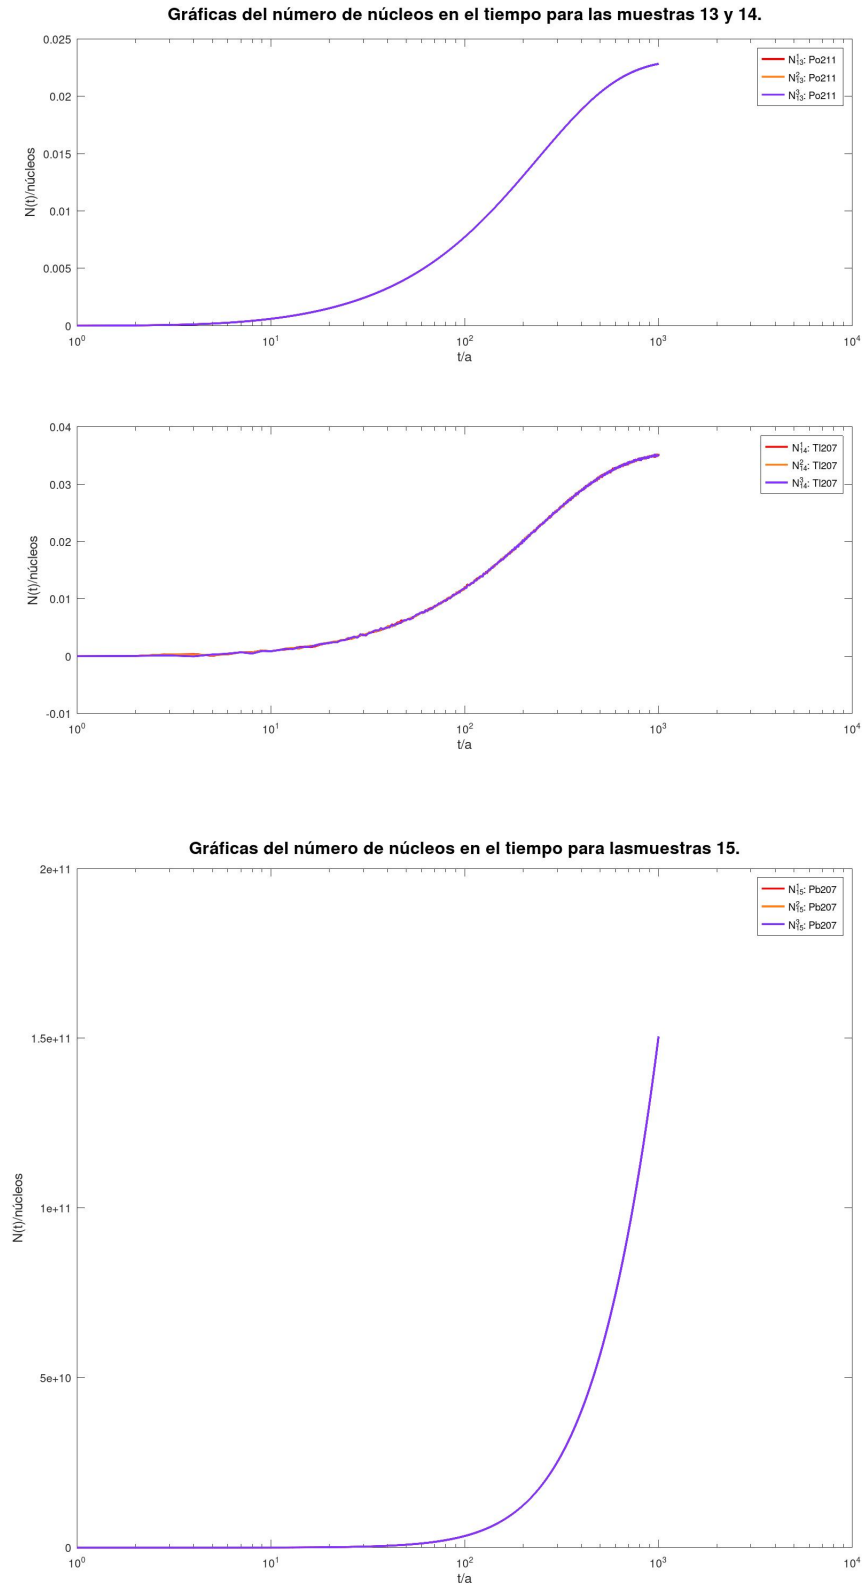 Gráficas del número de núcleos en el tiempo para las muestras 13 y 14.
0.025
0.02
0.015
0.01
0.005
0
N(t)/núcleos
N¹₁₃: Po211
N²₁₃: Po211
N³₁₃: Po211
10⁰ 10¹ 10² 10³ 10⁴
t/a
0.04
0.03
0.02
0.01
0
-0.01
N(t)/núcleos
N¹₁₄: Tl207
N²₁₄: Tl207
N³₁₄: Tl207
10⁰ 10¹ 10² 10³ 10⁴
t/a
Gráficas del número de núcleos en el tiempo para lasmuestras 15.
2e+11
1.5e+11
1e+11
5e+10
0
N(t)/núcleos
N¹₁₅: Pb207
N²₁₅: Pb207
N³₁₅: Pb207
10⁰ 10¹ 10² 10³ 10⁴
t/a